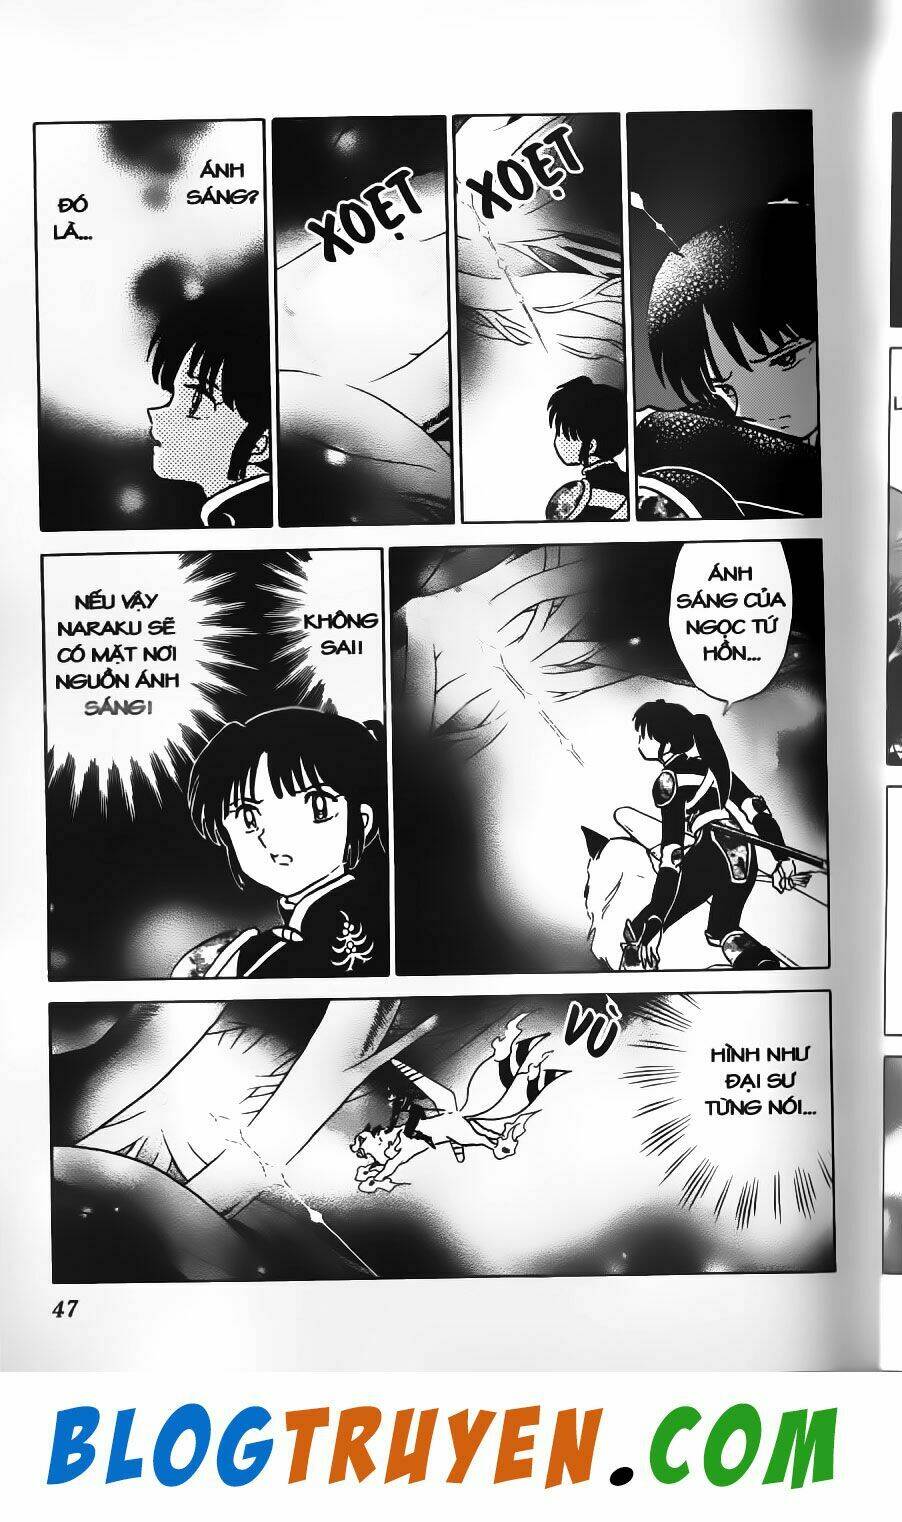 XOẸT
XOẸT
ÁNH
SÁNG?
ĐÓ
LÀ...
ÁNH
SÁNG CỦA
NGỌC TỨ
HỒN...
KHÔNG
SAI!
NẾU VẬY
NARAKU SẼ
CÓ MẶT NƠI
NGUỒN ÁNH
SÁNG!
HÌNH NHƯ
ĐẠI SƯ
TỪNG NÓI...
VÙ
47
BLOGTRUYEN.COM